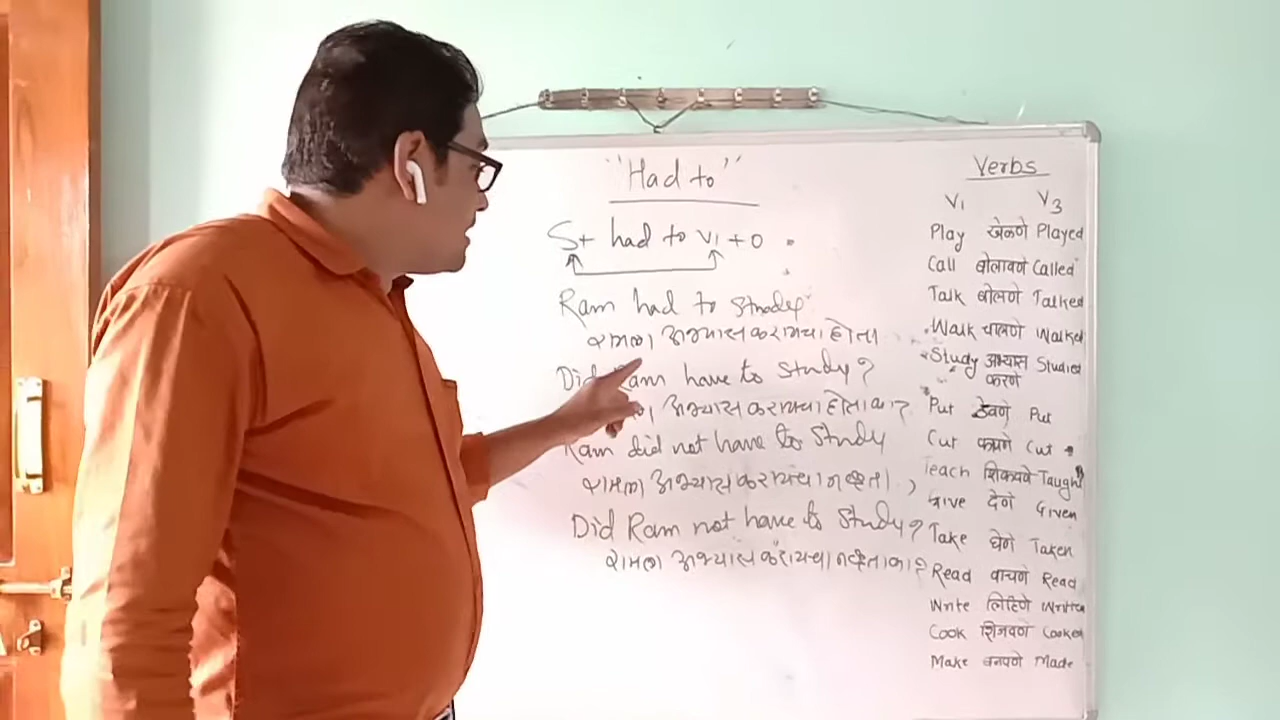 "Had to"
S+ had to V1 + O .
Ram had to Study
रामला अभ्यास करायचा होता
Did Ram have to Study?
अभ्यास करायचा होता का?
Ram did not have to Study
रामला अभ्यास करायचा नव्हता.
Did Ram not have to Study?
रामला अभ्यास करायचा नव्हता का?
Verbs
V1 V3
Play खेळणे Played
Call बोलावणे Called
Talk बोलणे Talked
Walk चालणे Walked
Study अभ्यास Studied
करणे
Put ठेवणे Put
Cut कापणे Cut
Teach शिकवणे Taught
Give देणे Given
Take घेणे Taken
Read वाचणे Read
Write लिहिणे Written
Cook शिजवणे Cooked
Make बनवणे Made